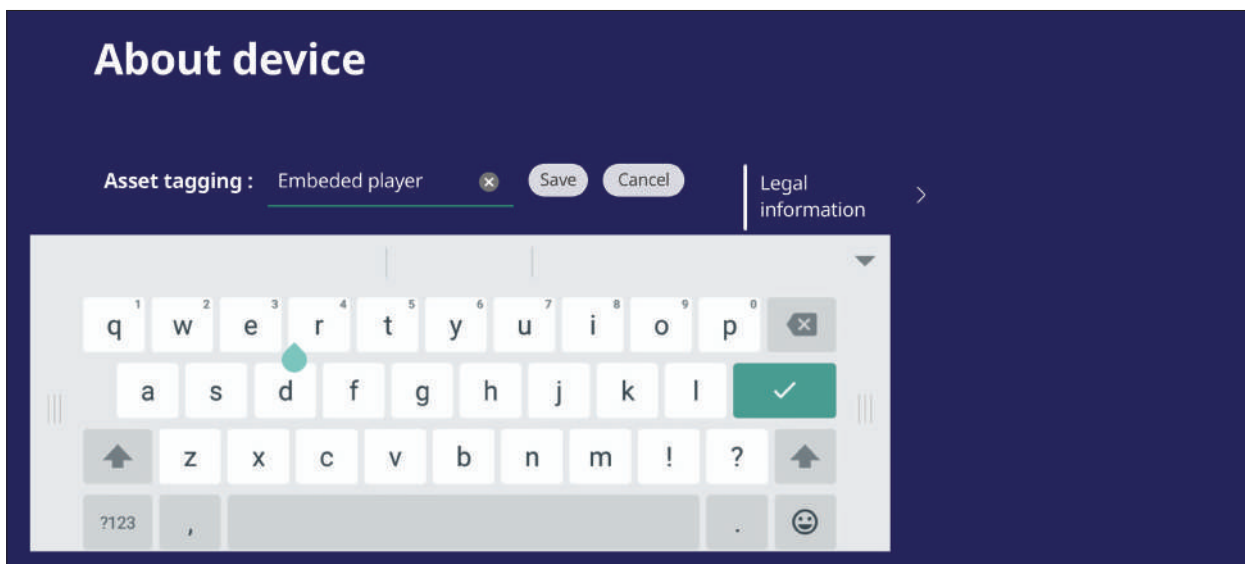 About device
Asset tagging : Embeded player Save Cancel
Legal
information
1 2 3 4 5 6 7 8 9 0
q w e r t y u i o p
a s d f g h j k l
z x c v b n m ! ?
?123 , .